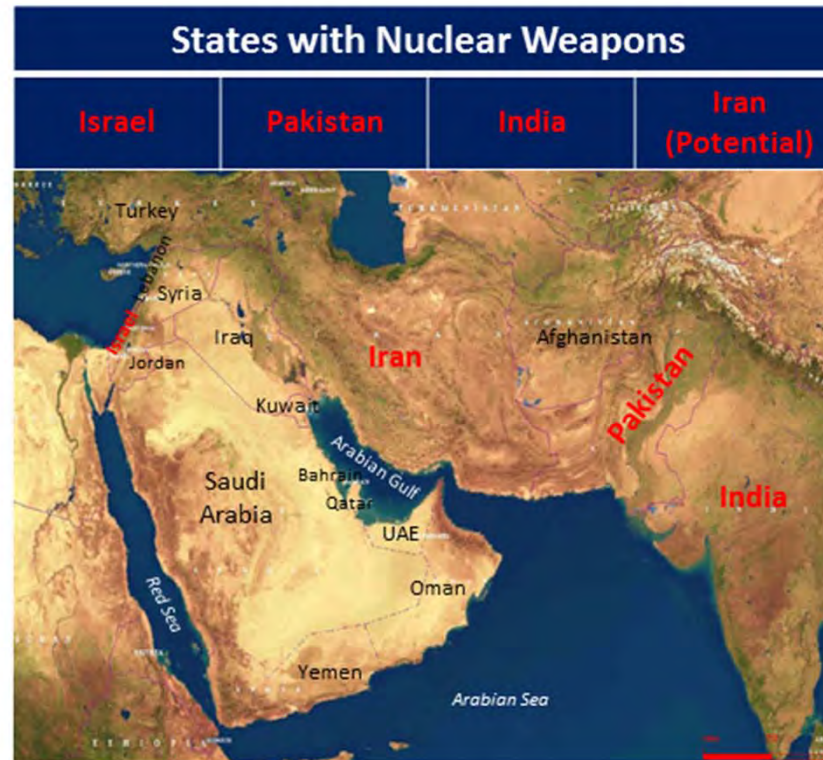 States with Nuclear Weapons
Israel
Pakistan
India
Iran
(Potential)
Turkey
Lebanon
Syria
Israel
Iraq
Iran
Afghanistan
Jordan
Pakistan
Kuwait
Arabian Gulf
Bahrain
Saudi
Arabia
Qatar
India
UAE
Oman
Red Sea
Yemen
Arabian Sea